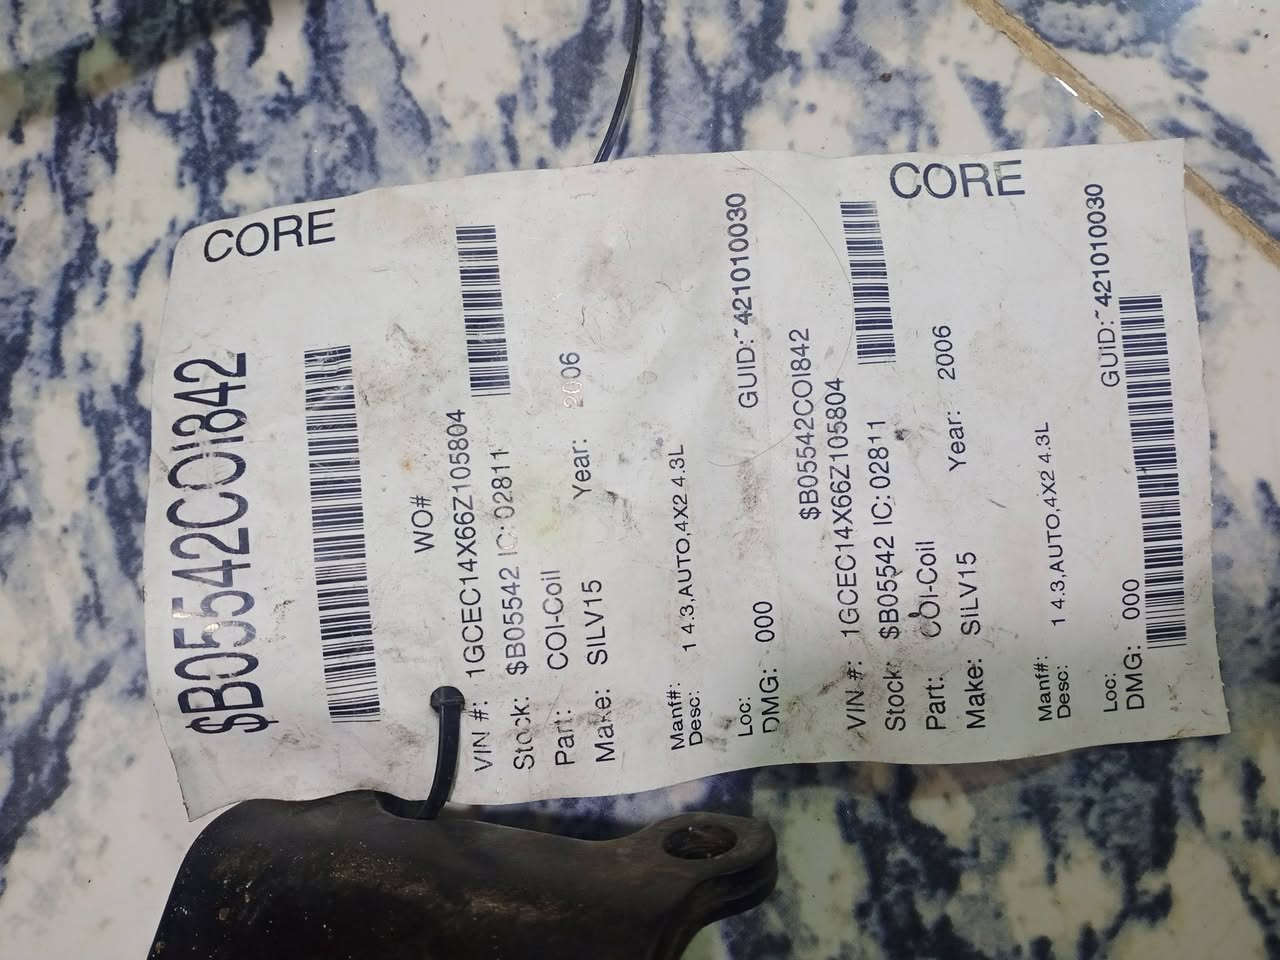 CORE
$B05542COI842
WO#
VIN #: 1GCEC14X66Z105804
Stock: $B05542 IC: 02811
Part: COI-Coil
Make: SILV15 Year: 2006
Manf#:
Desc: 1 4.3,AUTO,4X2 4.3L
Loc: GUID:~421010030
DMG: 000
CORE
$B05542COI842
VIN #: 1GCEC14X66Z105804
Stock: $B05542 IC: 02811
Part: COI-Coil
Make: SILV15 Year: 2006
Manf#:
Desc: 1 4.3,AUTO,4X2 4.3L
Loc: GUID:~421010030
DMG: 000